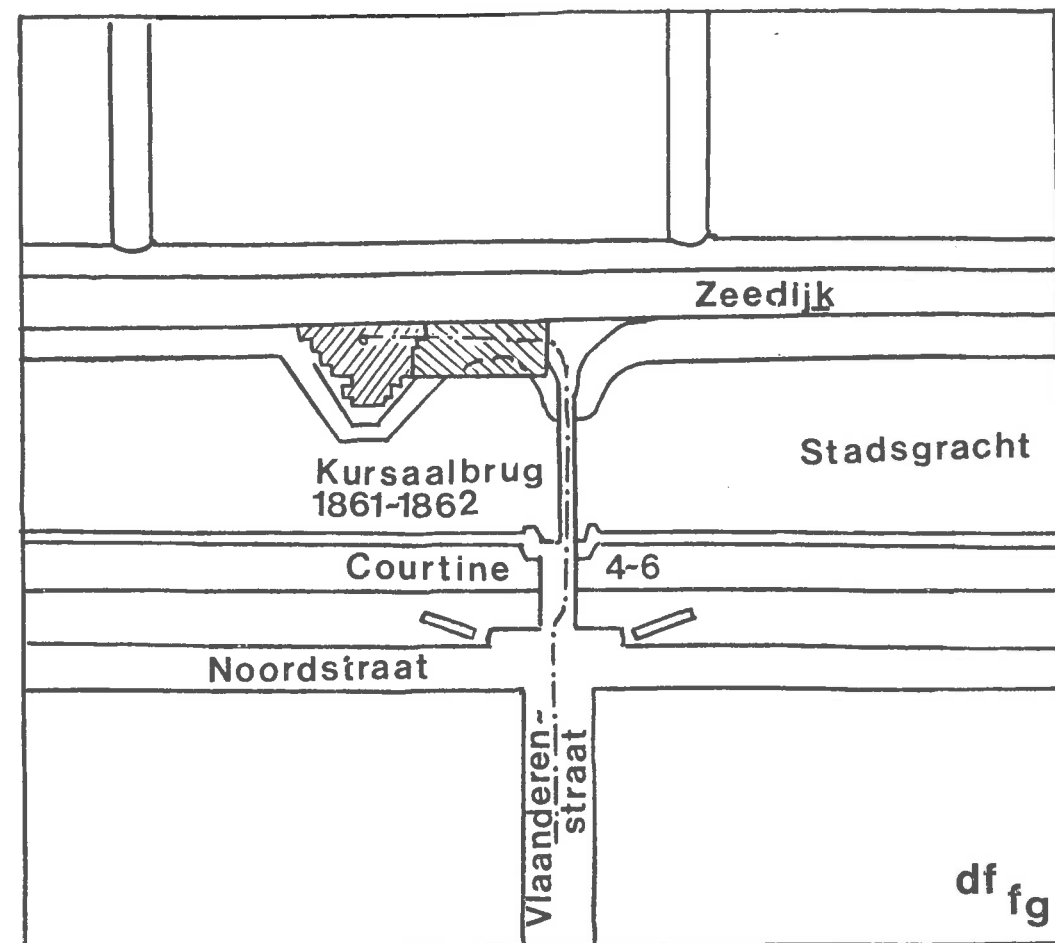 Zeedijk
Stadsgracht
Kursaalbrug
1861-1862
Courtine 4-6
Noordstraat
Vlaanderen-
straat
df
fg